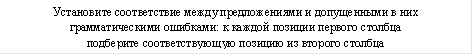 Установите соответствие между предложениями и допущенными в них
грамматическими ошибками: к каждой позиции первого столбца
подберите соответствующую позицию из второго столбца